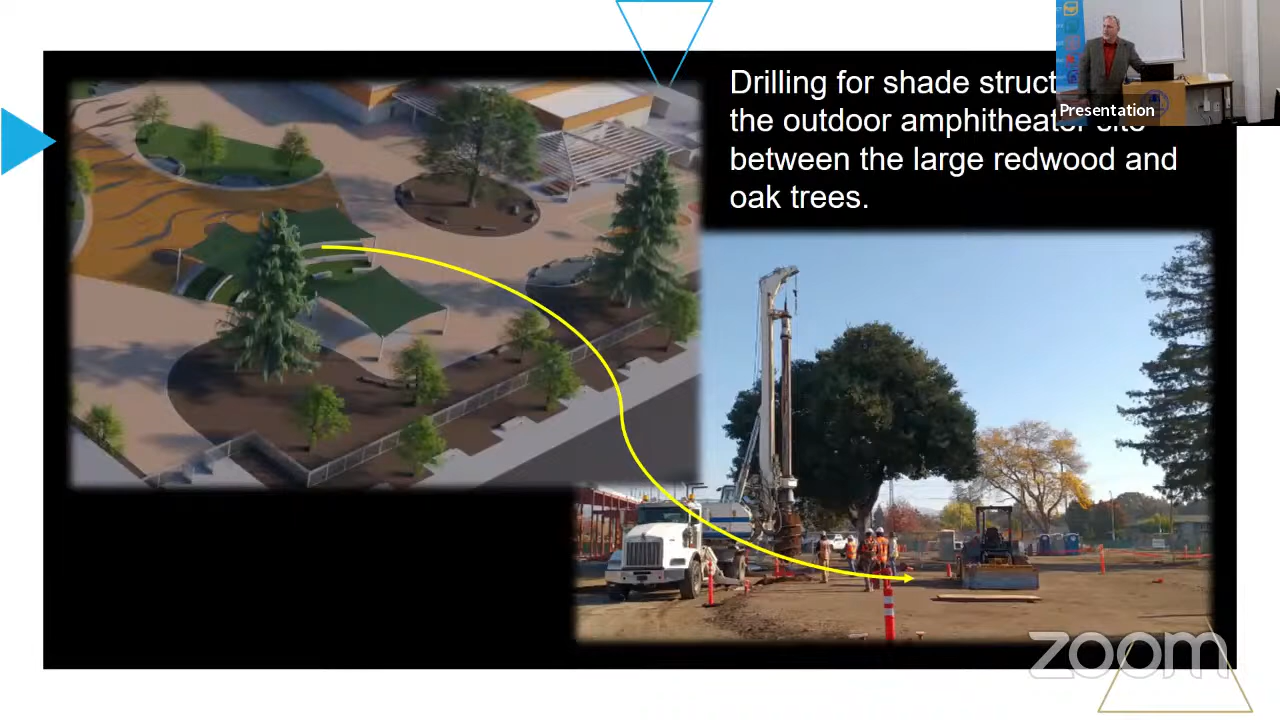 Drilling for shade struct
the outdoor amphitheater site
between the large redwood and
oak trees.
Presentation
zoom